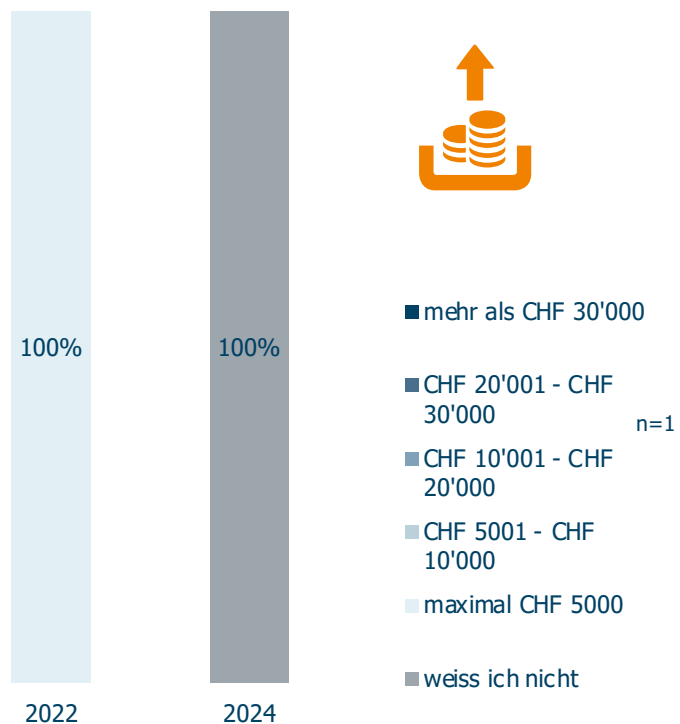 100%
100%
2022
2024
mehr als CHF 30'000
CHF 20'001 - CHF
30'000
CHF 10'001 - CHF
20'000
CHF 5001 - CHF
10'000
maximal CHF 5000
weiss ich nicht
n=1